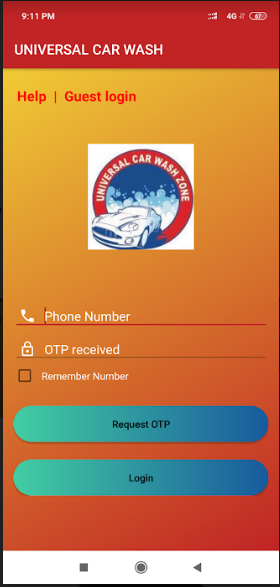 9:11 PM 4G 67
UNIVERSAL CAR WASH
Help | Guest login
UNIVERSAL CAR WASH ZONE
Phone Number
OTP received
Remember Number
Request OTP
Login